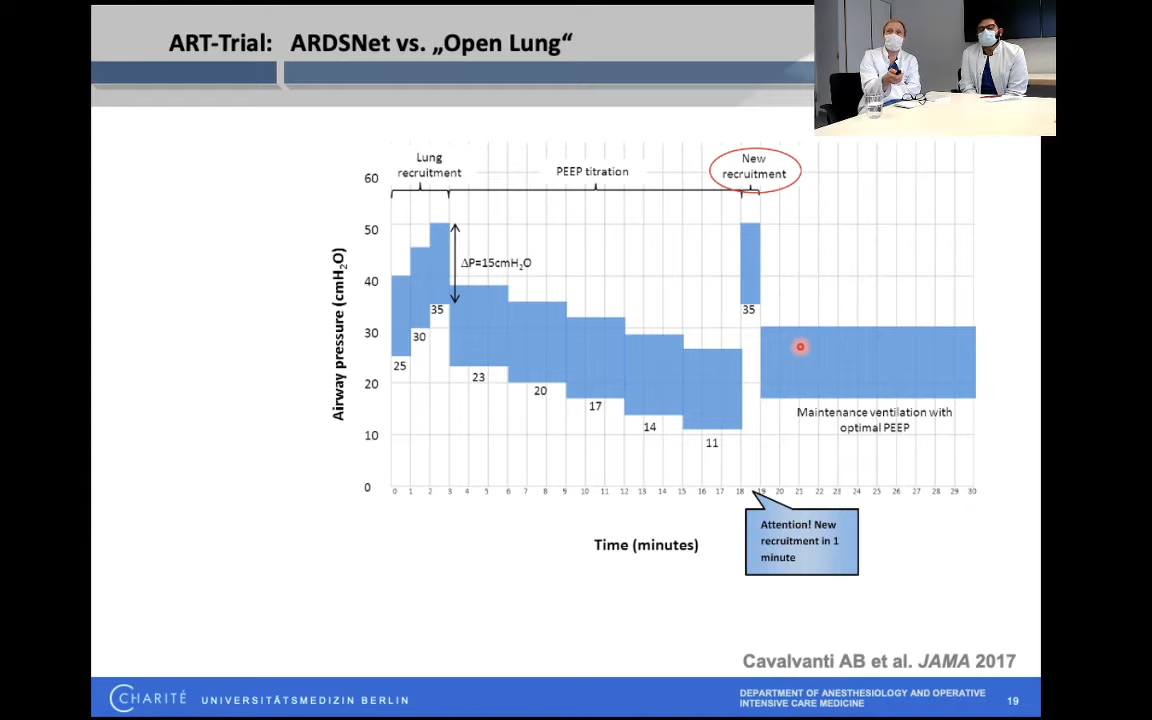 ART-Trial: ARDSNet vs. „Open Lung“
Lung
recruitment
PEEP titration
New
recruitment
60
50
40
30
20
10
0
Airway pressure (cmH₂O)
ΔP=15cmH₂O
25
30
35
23
20
17
14
11
35
Maintenance ventilation with
optimal PEEP
0 1 2 3 4 5 6 7 8 9 10 11 12 13 14 15 16 17 18 19 20 21 22 23 24 25 26 27 28 29 30
Time (minutes)
Attention! New
recruitment in 1
minute
Cavalvanti AB et al. JAMA 2017
CHARITÉ UNIVERSITÄTSMEDIZIN BERLIN
DEPARTMENT OF ANESTHESIOLOGY AND OPERATIVE
INTENSIVE CARE MEDICINE
19